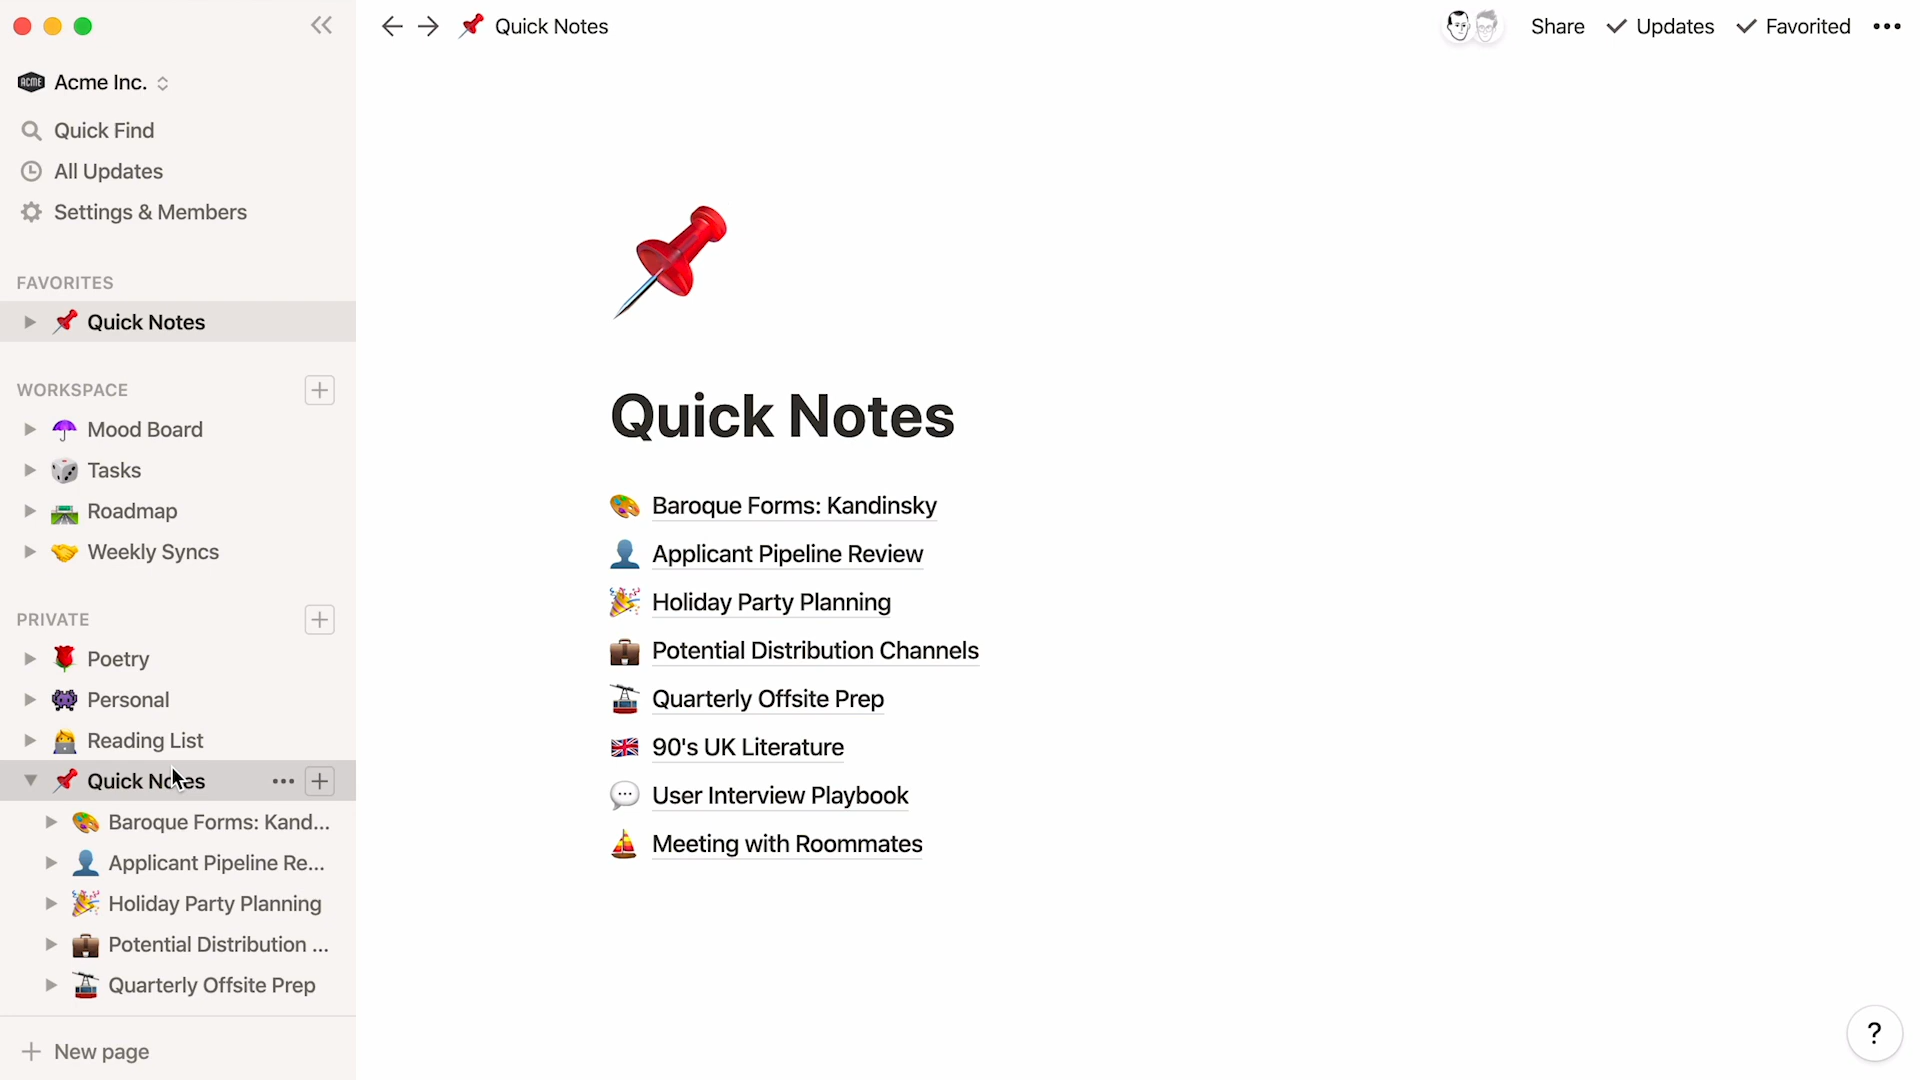 Quick Notes
Share
Updates
Favorited
ACME
Acme Inc.
Quick Find
All Updates
Settings & Members
FAVORITES
Quick Notes
WORKSPACE
Mood Board
Tasks
Roadmap
Weekly Syncs
PRIVATE
Poetry
Personal
Reading List
Quick Notes
Baroque Forms: Kand...
Applicant Pipeline Re...
Holiday Party Planning
Potential Distribution ...
Quarterly Offsite Prep
New page
Quick Notes
Baroque Forms: Kandinsky
Applicant Pipeline Review
Holiday Party Planning
Potential Distribution Channels
Quarterly Offsite Prep
90's UK Literature
User Interview Playbook
Meeting with Roommates
?